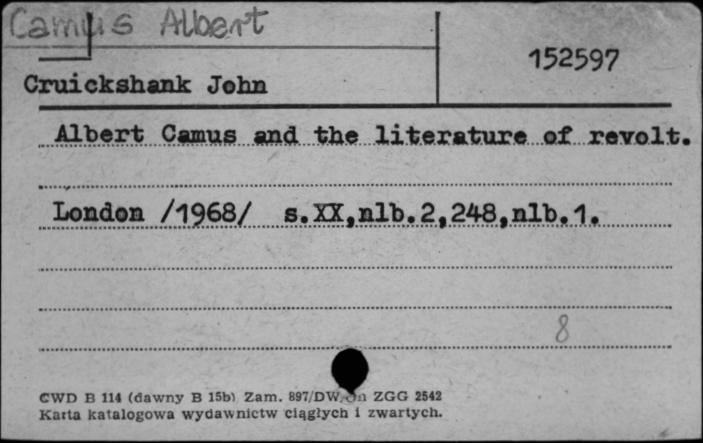 Camus Albert
152597
Cruickshank John
Albert Camus and the literature of revolt.
London /1968/ s.XX,nlb.2,248,nlb.1.
8
CWD B 114 (dawny B 15b) Zam. 897/DW ZGG 2542
Karta katalogowa wydawnictw ciągłych i zwartych.